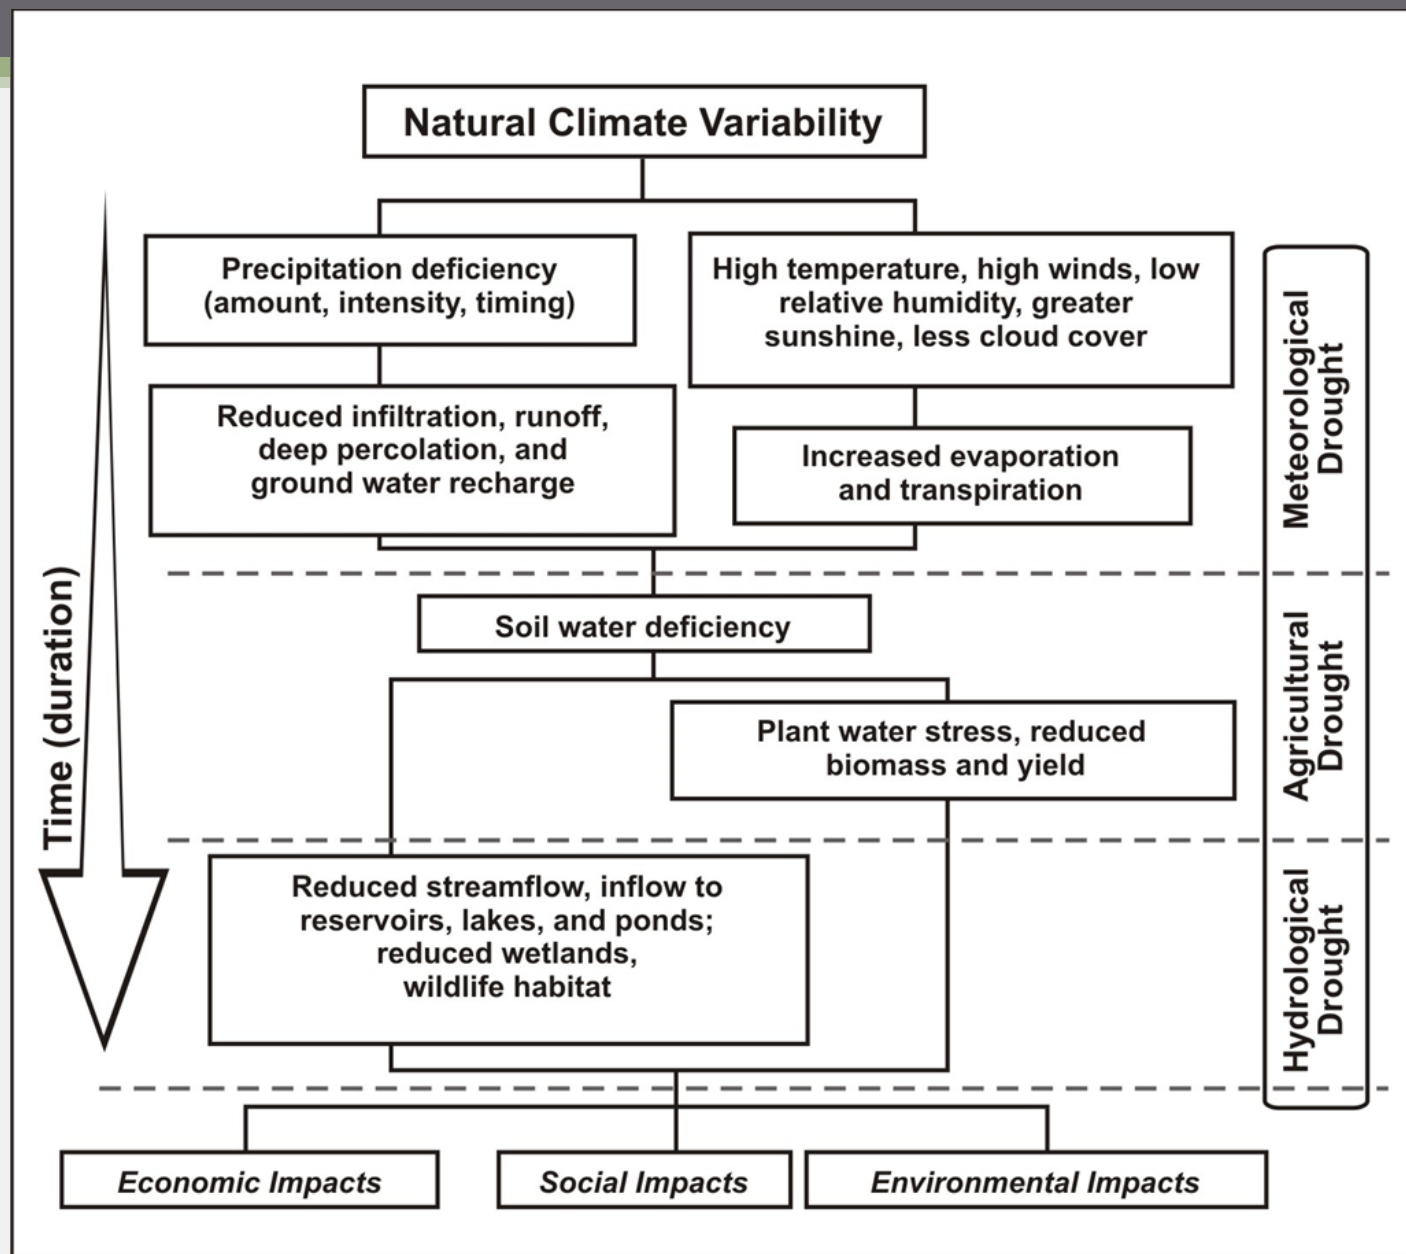 Natural Climate Variability
Precipitation deficiency
(amount, intensity, timing)
High temperature, high winds, low
relative humidity, greater
sunshine, less cloud cover
Reduced infiltration, runoff,
deep percolation, and
ground water recharge
Increased evaporation
and transpiration
Meteorological
Drought
Time (duration)
Soil water deficiency
Plant water stress, reduced
biomass and yield
Agricultural
Drought
Reduced streamflow, inflow to
reservoirs, lakes, and ponds;
reduced wetlands,
wildlife habitat
Hydrological
Drought
Economic Impacts
Social Impacts
Environmental Impacts